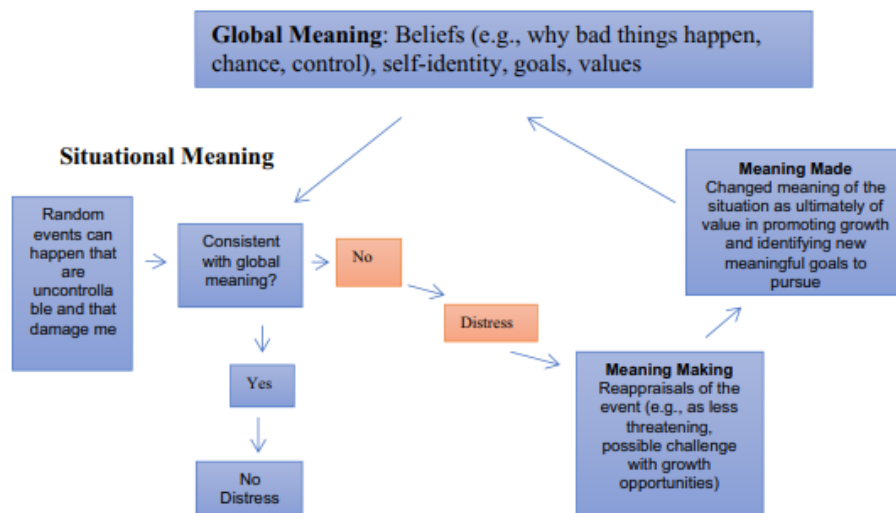 Global Meaning: Beliefs (e.g., why bad things happen,
chance, control), self-identity, goals, values
Situational Meaning
Random
events can
happen that
are
uncontrolla
ble and that
damage me
Consistent
with global
meaning?
No
Distress
Yes
No
Distress
Meaning Making
Reappraisals of the
event (e.g., as less
threatening,
possible challenge
with growth
opportunities)
Meaning Made
Changed meaning of the
situation as ultimately of
value in promoting growth
and identifying new
meaningful goals to
pursue